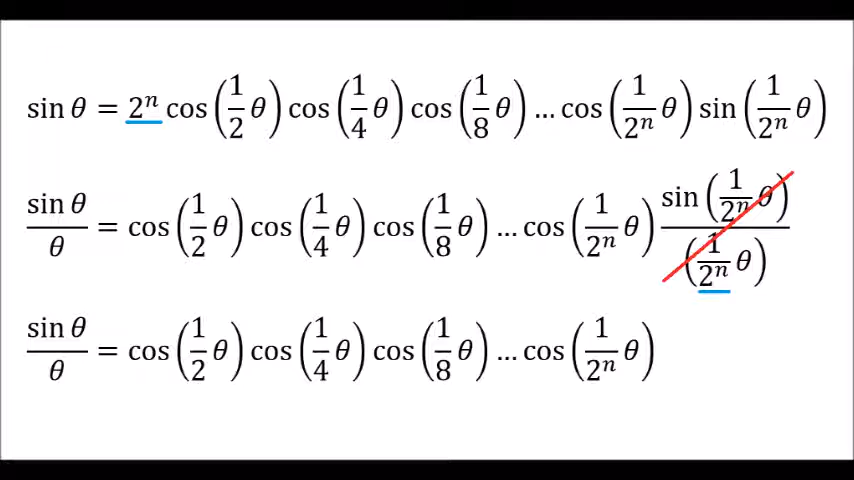 sin θ = 2ⁿ cos(1/2 θ) cos(1/4 θ) cos(1/8 θ) … cos(1/2ⁿ θ) sin(1/2ⁿ θ)
sin θ / θ = cos(1/2 θ) cos(1/4 θ) cos(1/8 θ) … cos(1/2ⁿ θ) sin(1/2ⁿ θ) / (1/2ⁿ θ)
sin θ / θ = cos(1/2 θ) cos(1/4 θ) cos(1/8 θ) … cos(1/2ⁿ θ)